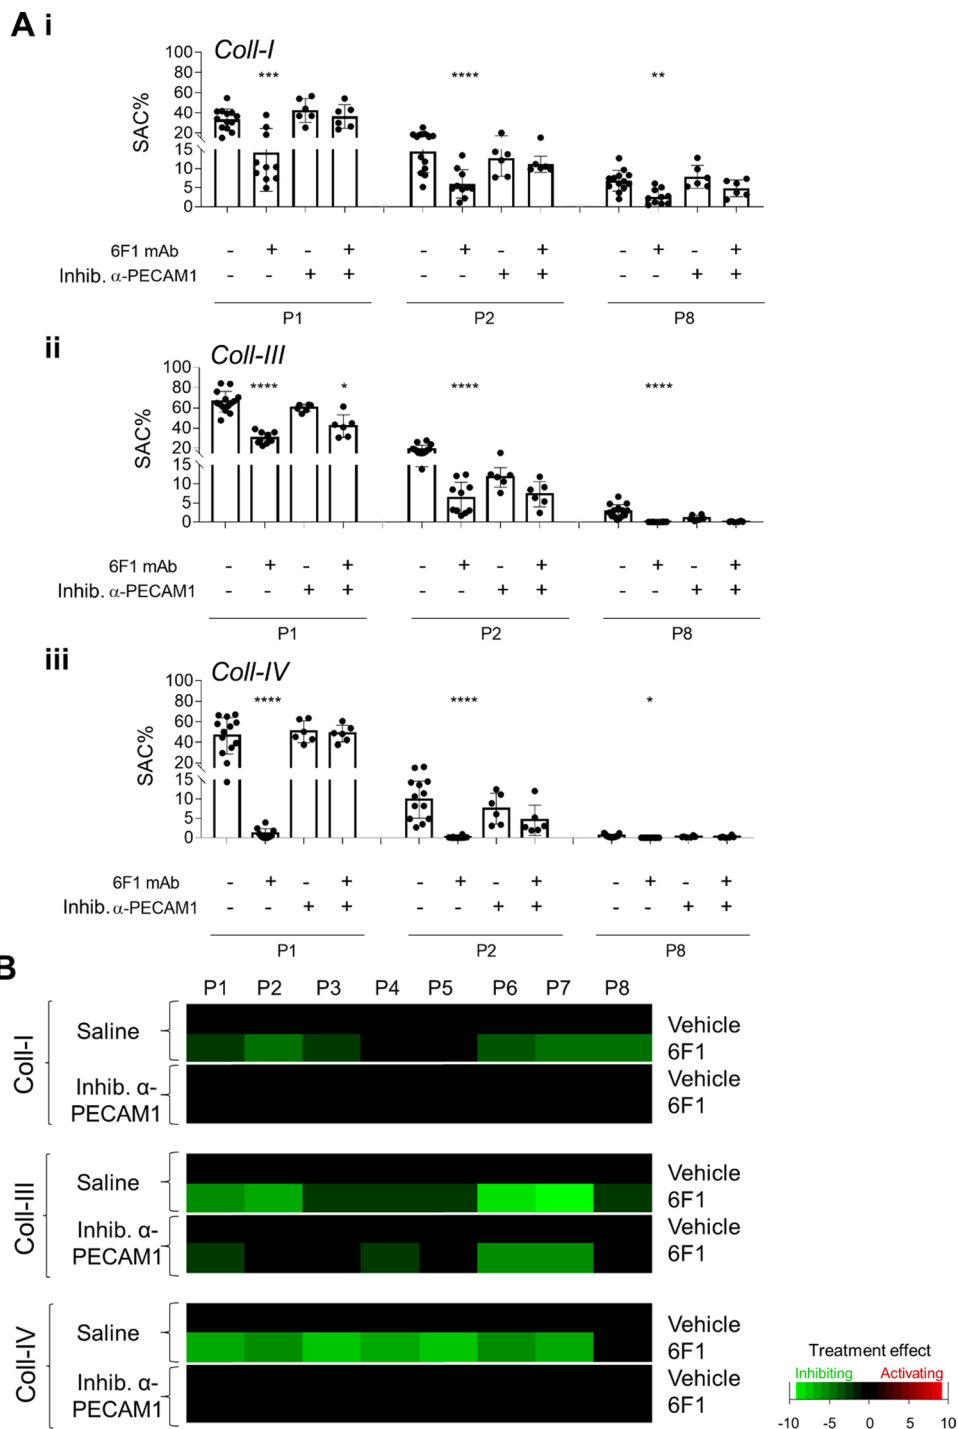 A i
Coll-I
100
80
60
40
20
15
10
5
0
SAC%
*** **** **
6F1 mAb - + - + - + - + - + - +
Inhib. α-PECAM1 - - + + - - + + - - + +
P1 P2 P8
ii
Coll-III
100
80
60
40
20
15
10
5
0
SAC%
**** * **** ****
6F1 mAb - + - + - + - + - + - +
Inhib. α-PECAM1 - - + + - - + + - - + +
P1 P2 P8
iii
Coll-IV
100
80
60
40
20
15
10
5
0
SAC%
**** **** *
6F1 mAb - + - + - + - + - + - +
Inhib. α-PECAM1 - - + + - - + + - - + +
P1 P2 P8
B
P1 P2 P3 P4 P5 P6 P7 P8
Coll-I
Saline
Vehicle
6F1
Inhib. α-
PECAM1
Vehicle
6F1
Coll-III
Saline
Vehicle
6F1
Inhib. α-
PECAM1
Vehicle
6F1
Coll-IV
Saline
Vehicle
6F1
Inhib. α-
PECAM1
Vehicle
6F1
Treatment effect
Inhibiting Activating
-10 -5 0 5 10